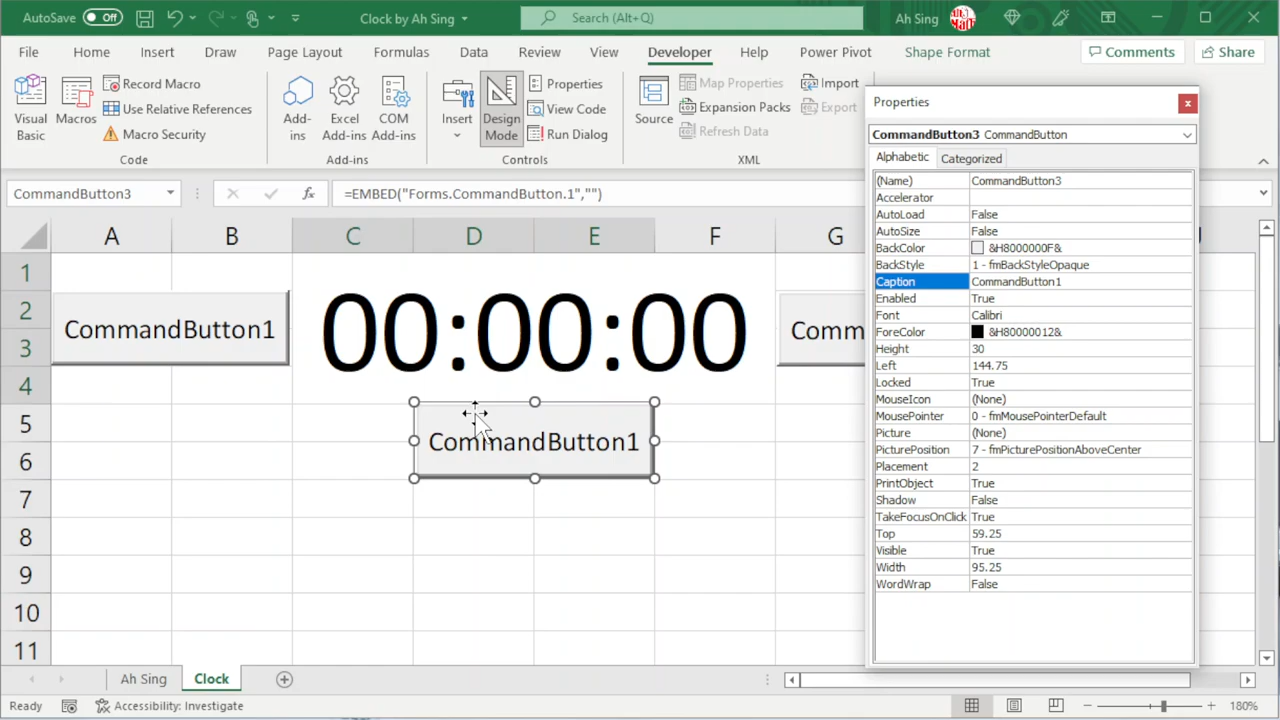 AutoSave Off Clock by Ah Sing Search (Alt+Q) Ah Sing
File Home Insert Draw Page Layout Formulas Data Review View Developer Help Power Pivot Shape Format Comments Share
Visual Basic
Macros
Record Macro
Use Relative References
Macro Security
Code
Add-ins
Excel Add-ins
COM Add-ins
Add-ins
Insert
Design Mode
Properties
View Code
Run Dialog
Controls
Source
Map Properties
Expansion Packs
Refresh Data
Import
Export
XML
CommandButton3 fx =EMBED("Forms.CommandButton.1","")
A B C D E F G
1
2
3
4
5
6
7
8
9
10
11
CommandButton1
00:00:00
Comm
CommandButton1
Properties
CommandButton3 CommandButton
Alphabetic Categorized
(Name) CommandButton3
Accelerator
AutoLoad False
AutoSize False
BackColor &H8000000F&
BackStyle 1 - fmBackStyleOpaque
Caption CommandButton1
Enabled True
Font Calibri
ForeColor &H80000012&
Height 30
Left 144.75
Locked True
MouseIcon (None)
MousePointer 0 - fmMousePointerDefault
Picture (None)
PicturePosition 7 - fmPicturePositionAboveCenter
Placement 2
PrintObject True
Shadow False
TakeFocusOnClick True
Top 59.25
Visible True
Width 95.25
WordWrap False
Ah Sing Clock
Ready Accessibility: Investigate 180%